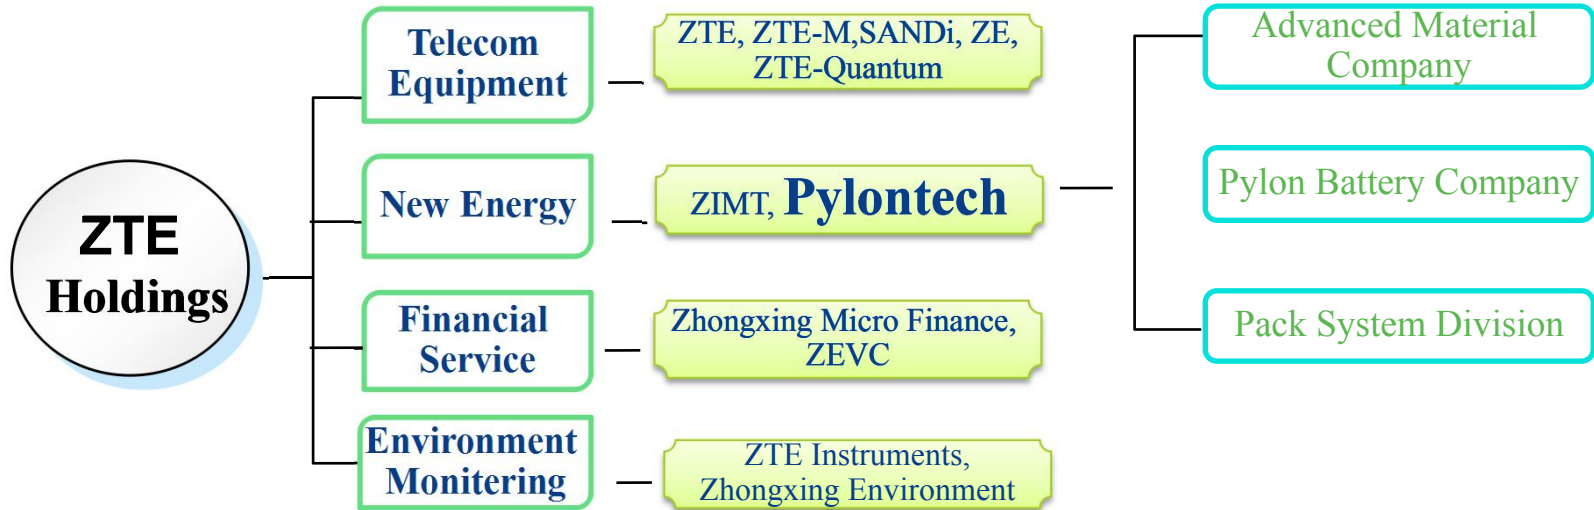 ZTE
Holdings
Telecom
Equipment
ZTE, ZTE-M,SANDi, ZE,
ZTE-Quantum
New Energy
ZIMT, Pylontech
Financial
Service
Zhongxing Micro Finance,
ZEVC
Environment
Monitering
ZTE Instruments,
Zhongxing Environment
Advanced Material
Company
Pylon Battery Company
Pack System Division